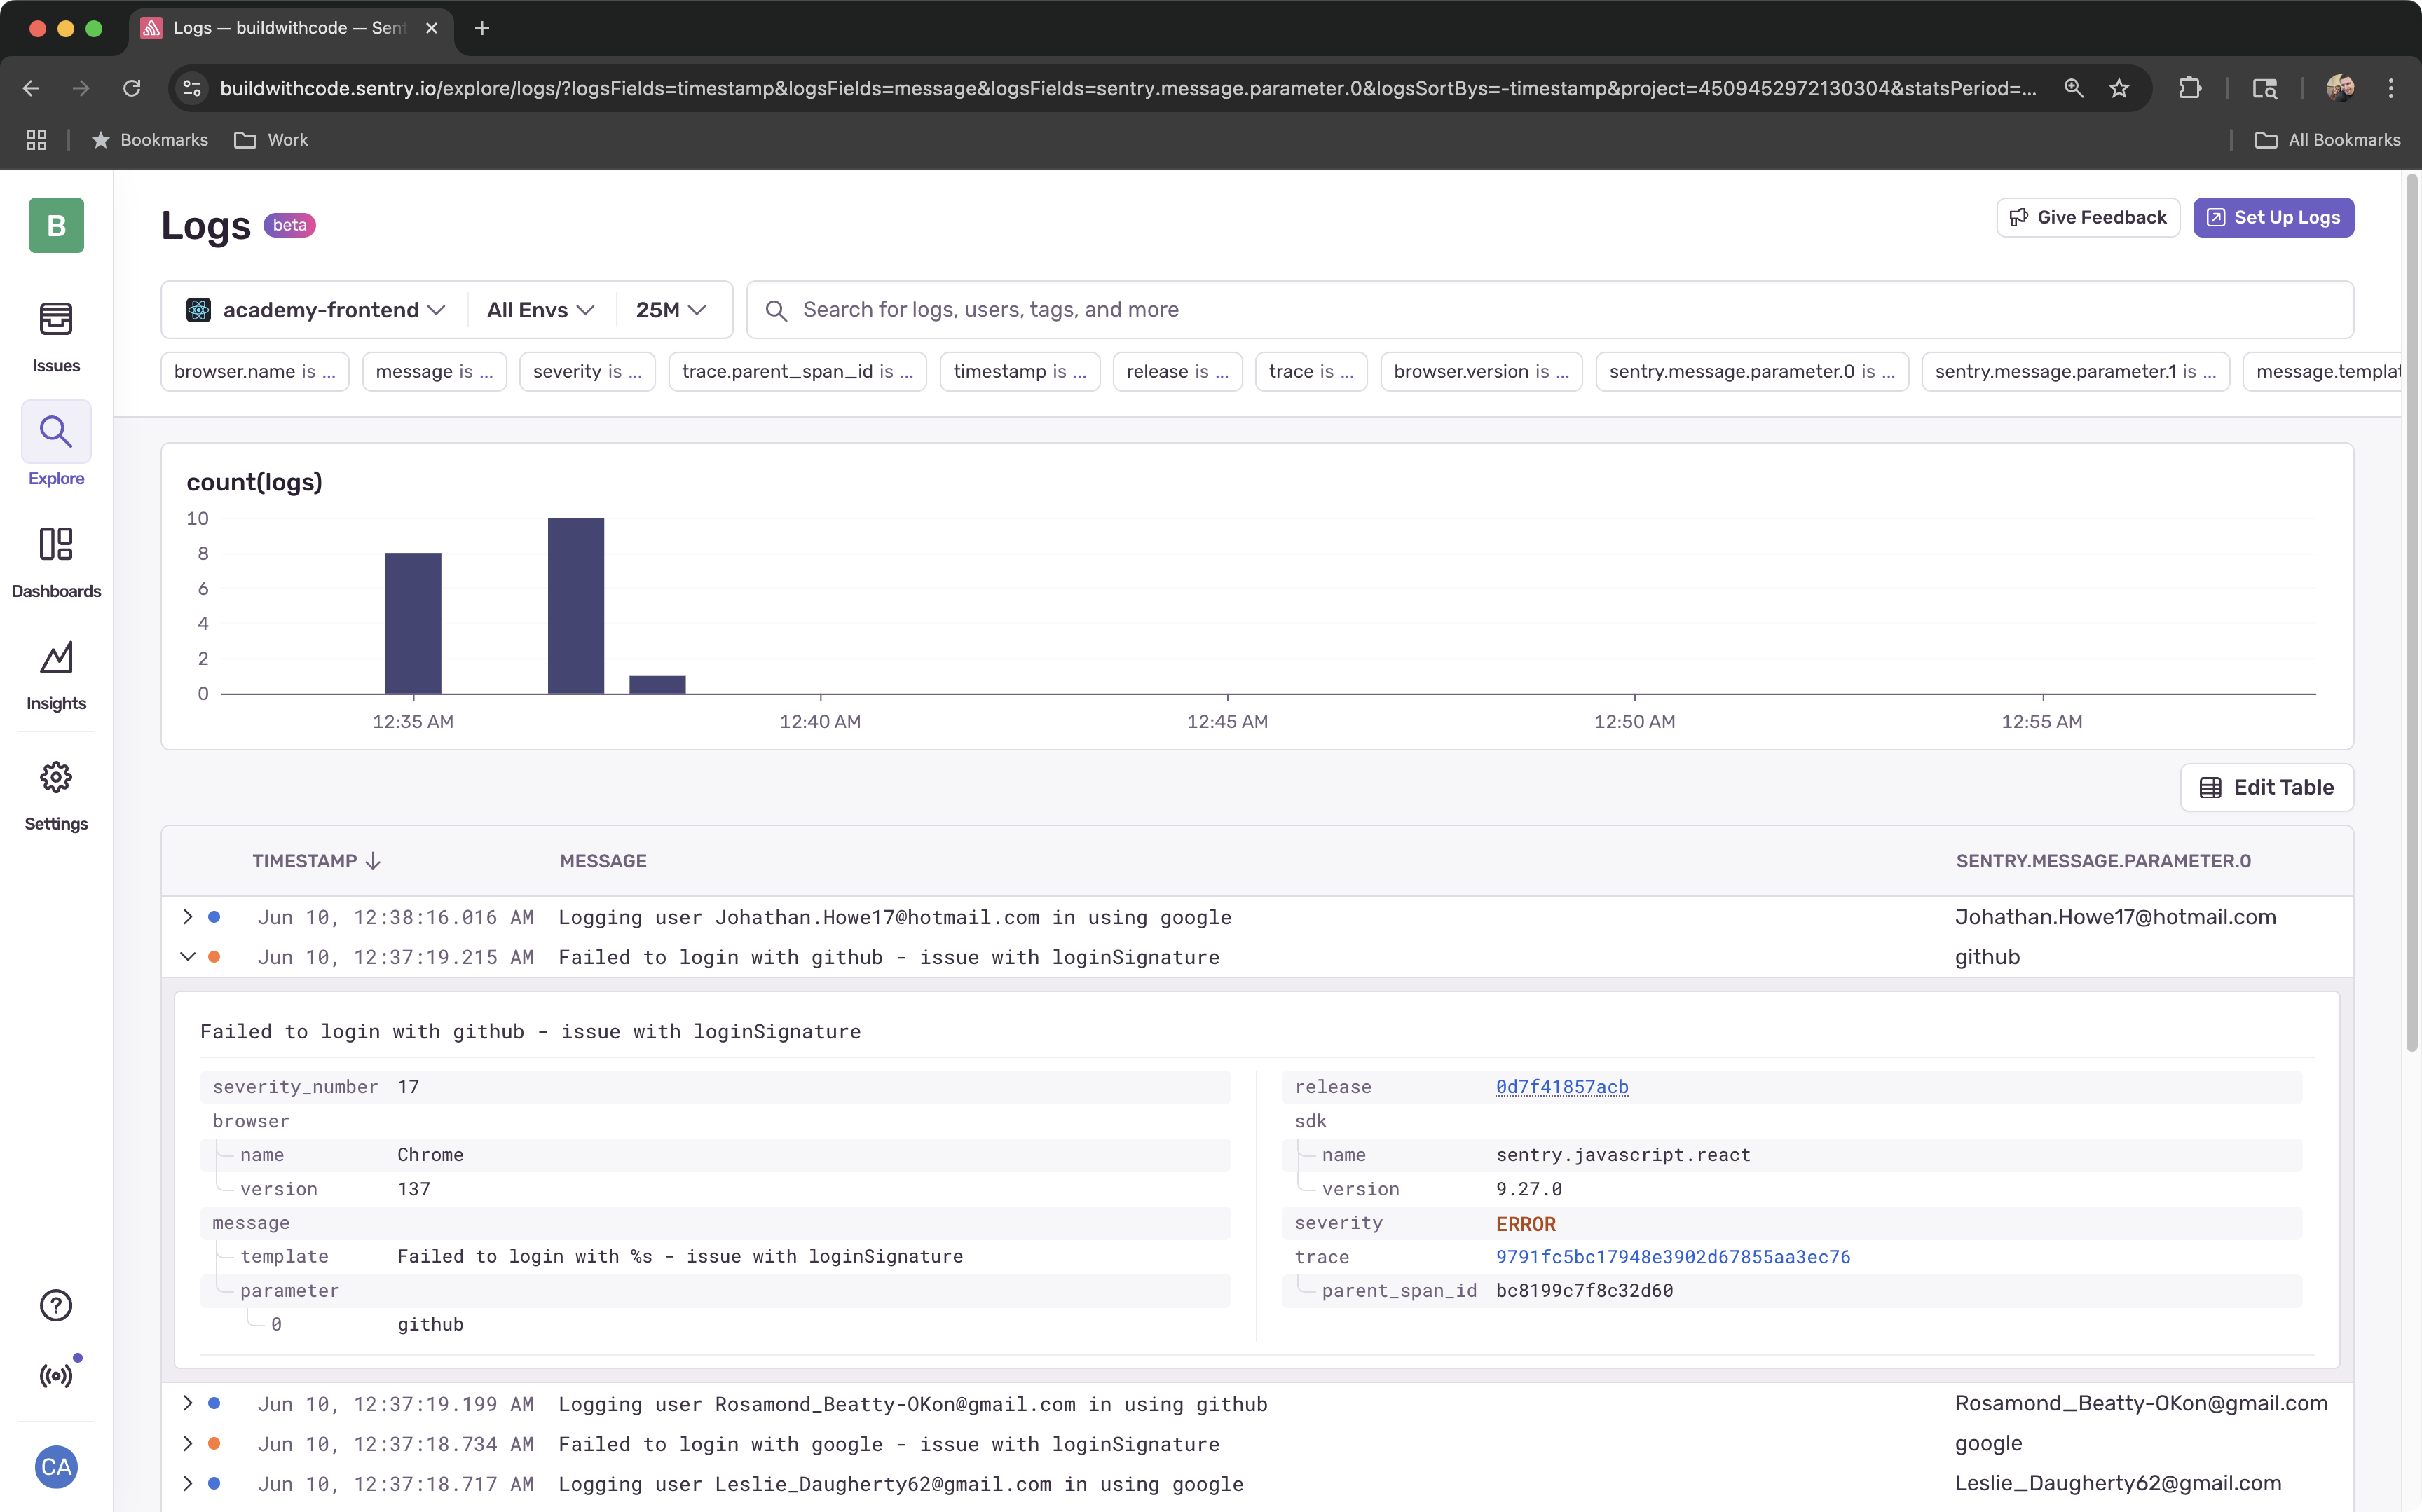 Logs — buildwithcode — Sent
buildwithcode.sentry.io/explore/logs/?logsFields=timestamp&logsFields=message&logsFields=sentry.message.parameter.0&logsSortBys=-timestamp&project=4509452972130304&statsPeriod=...
Bookmarks Work All Bookmarks
B
Logs beta
Give Feedback Set Up Logs
Issues
Explore
Dashboards
Insights
Settings
CA
academy-frontend All Envs 25M Search for logs, users, tags, and more
browser.name is ... message is ... severity is ... trace.parent_span_id is ... timestamp is ... release is ... trace is ... browser.version is ... sentry.message.parameter.0 is ... sentry.message.parameter.1 is ... message.templat
count(logs)
10
8
6
4
2
0
12:35 AM 12:40 AM 12:45 AM 12:50 AM 12:55 AM
Edit Table
TIMESTAMP MESSAGE SENTRY.MESSAGE.PARAMETER.0
Jun 10, 12:38:16.016 AM Logging user Johathan.Howe17@hotmail.com in using google Johathan.Howe17@hotmail.com
Jun 10, 12:37:19.215 AM Failed to login with github - issue with loginSignature github
Failed to login with github - issue with loginSignature
severity_number 17
browser
name Chrome
version 137
message
template Failed to login with %s - issue with loginSignature
parameter
0 github
release 0d7f41857acb
sdk
name sentry.javascript.react
version 9.27.0
severity ERROR
trace 9791fc5bc17948e3902d67855aa3ec76
parent_span_id bc8199c7f8c32d60
Jun 10, 12:37:19.199 AM Logging user Rosamond_Beatty-OKon@gmail.com in using github Rosamond_Beatty-OKon@gmail.com
Jun 10, 12:37:18.734 AM Failed to login with google - issue with loginSignature google
Jun 10, 12:37:18.717 AM Logging user Leslie_Daugherty62@gmail.com in using google Leslie_Daugherty62@gmail.com